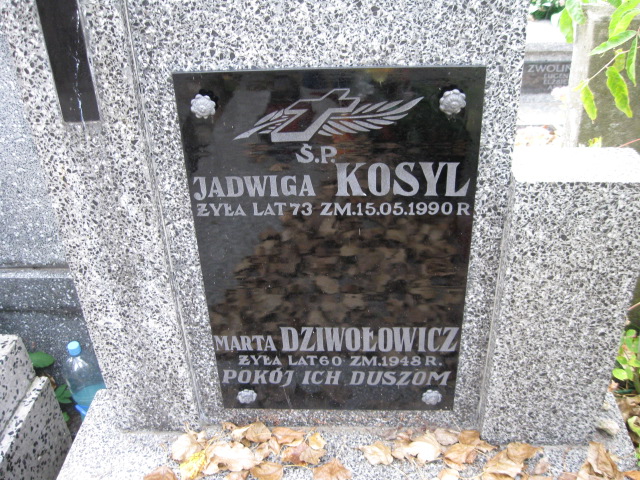 Ś.P.
JADWIGA KOSYL
ŻYŁA LAT 73 ZM. 15.05.1990 R
MARTA DZIWOŁOWICZ
ŻYŁA LAT 60 ZM. 1948 R.
POKÓJ ICH DUSZOM